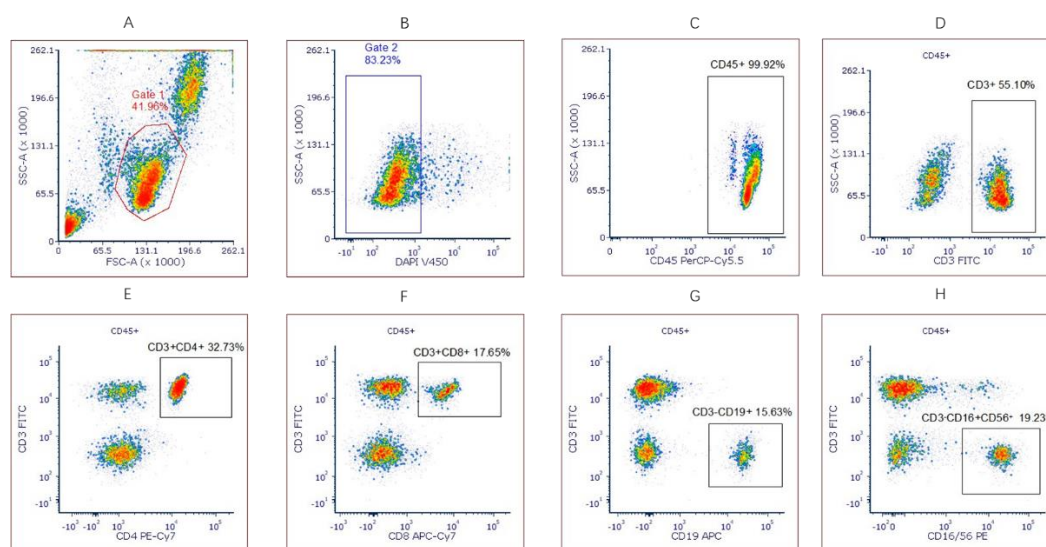 A
B
C
D
262.1
196.6
131.1
65.5
0
SSC-A (x 1000)
Gate 1
41.96%
0
65.5
131.1
196.6
262.1
FSC-A (x 1000)
Gate 2
83.23%
262.1
196.6
131.1
65.5
0
SSC-A (x 1000)
-10¹
10²
10³
10⁴
10⁵
DAPI V450
CD45+ 99.92%
262.1
196.6
131.1
65.5
0
SSC-A (x 1000)
0
10²
10³
10⁴
10⁵
CD45 PerCP-Cy5.5
CD45+
CD3+ 55.10%
262.1
196.6
131.1
65.5
0
SSC-A (x 1000)
-10¹
10²
10³
10⁴
10⁵
CD3 FITC
E
F
G
H
CD45+
CD3+CD4+ 32.73%
10⁵
10⁴
10³
10²
-10¹
CD3 FITC
-10³
-10²
10³
10⁴
10⁵
CD4 PE-Cy7
CD45+
CD3+CD8+ 17.65%
10⁵
10⁴
10³
10²
-10¹
CD3 FITC
-10³
-10²
10³
10⁴
10⁵
CD8 APC-Cy7
CD45+
CD3-CD19+ 15.63%
10⁵
10⁴
10³
10²
-10¹
CD3 FITC
-10³
-10²
10³
10⁴
10⁵
CD19 APC
CD45+
CD3-CD16+CD56+ 19.23
10⁵
10⁴
10³
10²
-10¹
CD3 FITC
-10²
10²
10³
10⁴
10⁵
CD16/56 PE